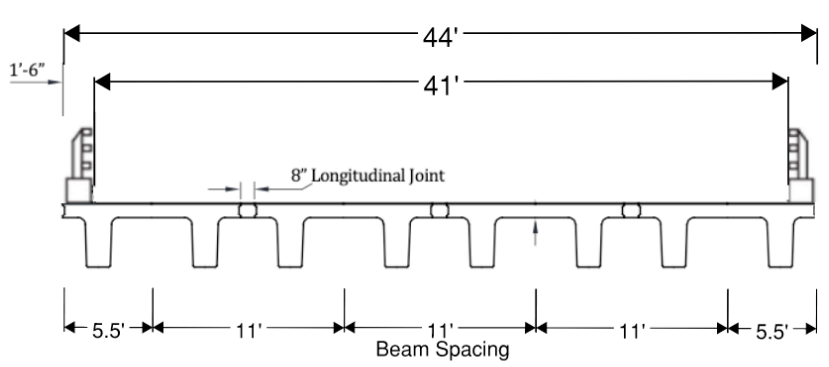 44'
1'-6"
41'
8" Longitudinal Joint
5.5' 11' 11' 11' 5.5'
Beam Spacing